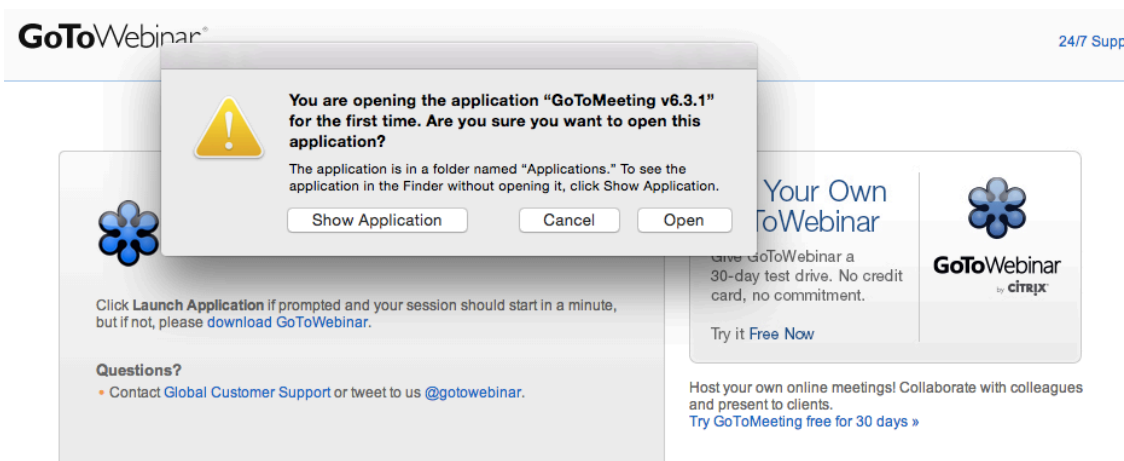 GoToWebinar
24/7 Supp
You are opening the application “GoToMeeting v6.3.1”
for the first time. Are you sure you want to open this
application?
The application is in a folder named “Applications.” To see the
application in the Finder without opening it, click Show Application.
Show Application
Cancel
Open
Click Launch Application if prompted and your session should start in a minute,
but if not, please download GoToWebinar.
Questions?
• Contact Global Customer Support or tweet to us @gotowebinar.
Your Own
ToWebinar
Give GoToWebinar a
30-day test drive. No credit
card, no commitment.
Try it Free Now
GoToWebinar
by CİTRIX
Host your own online meetings! Collaborate with colleagues
and present to clients.
Try GoToMeeting free for 30 days »